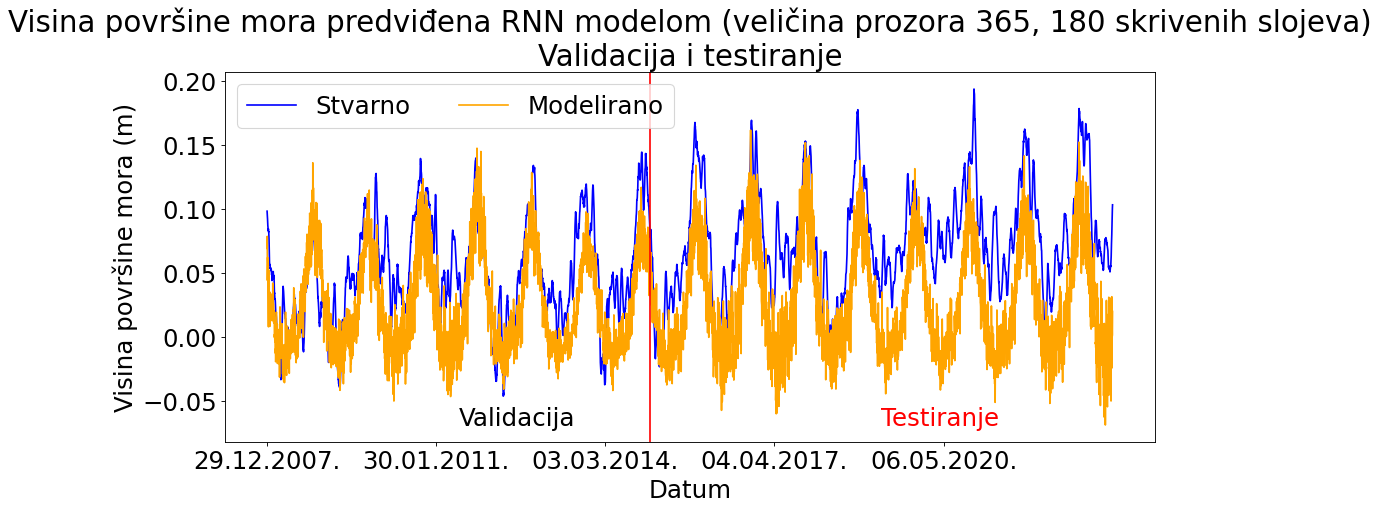 Visina površine mora predviđena RNN modelom (veličina prozora 365, 180 skrivenih slojeva)
Validacija i testiranje
Stvarno
Modelirano
Visina površine mora (m)
0.20
0.15
0.10
0.05
0.00
−0.05
Validacija
Testiranje
29.12.2007.
30.01.2011.
03.03.2014.
04.04.2017.
06.05.2020.
Datum